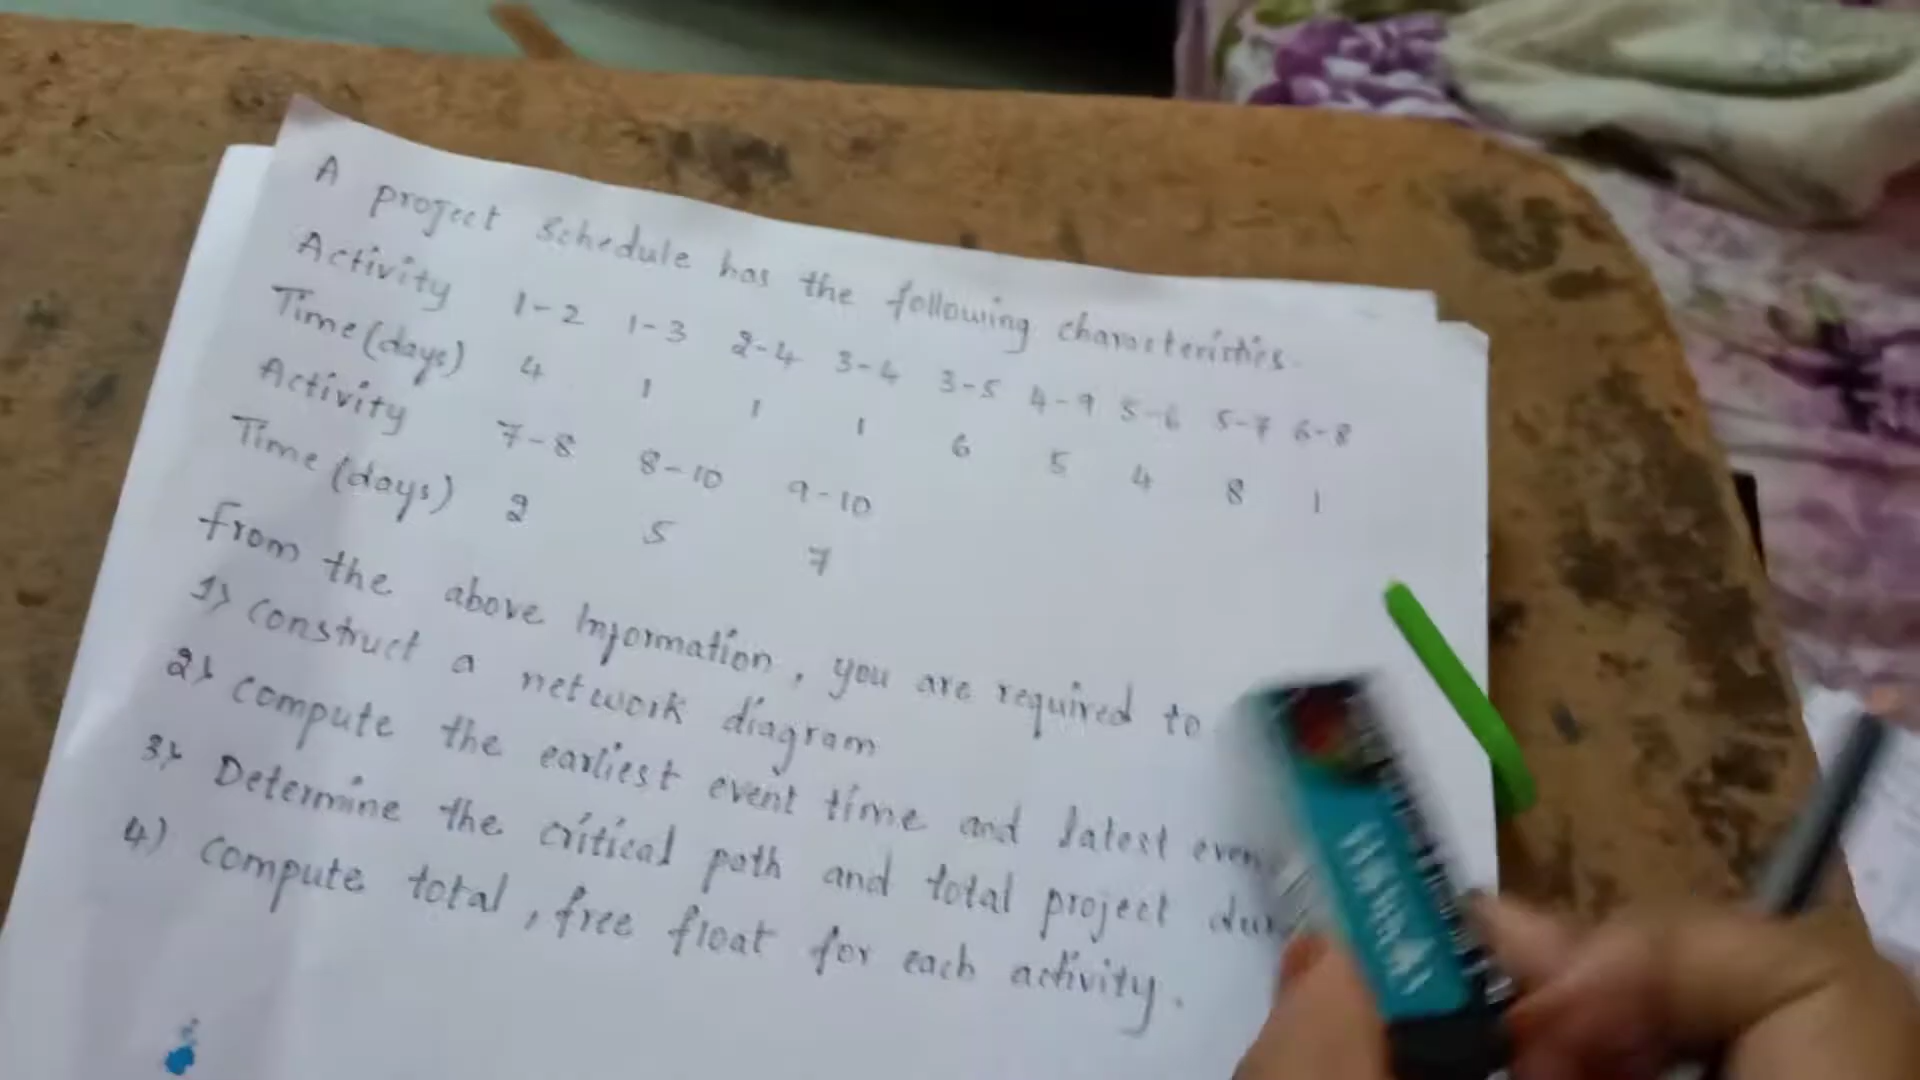 A project schedule has the following characteristics.
Activity 1-2 1-3 2-4 3-4 3-5 4-9 5-6 5-7 6-8
Time (days) 4 1 1 1 6 5 4 8 1
Activity 7-8 8-10 9-10
Time (days) 2 5 7
From the above Information, you are required to
1) construct a network diagram
2) compute the earliest event time and latest even
3) Determine the critical path and total project dur
4) compute total, free float for each activity.